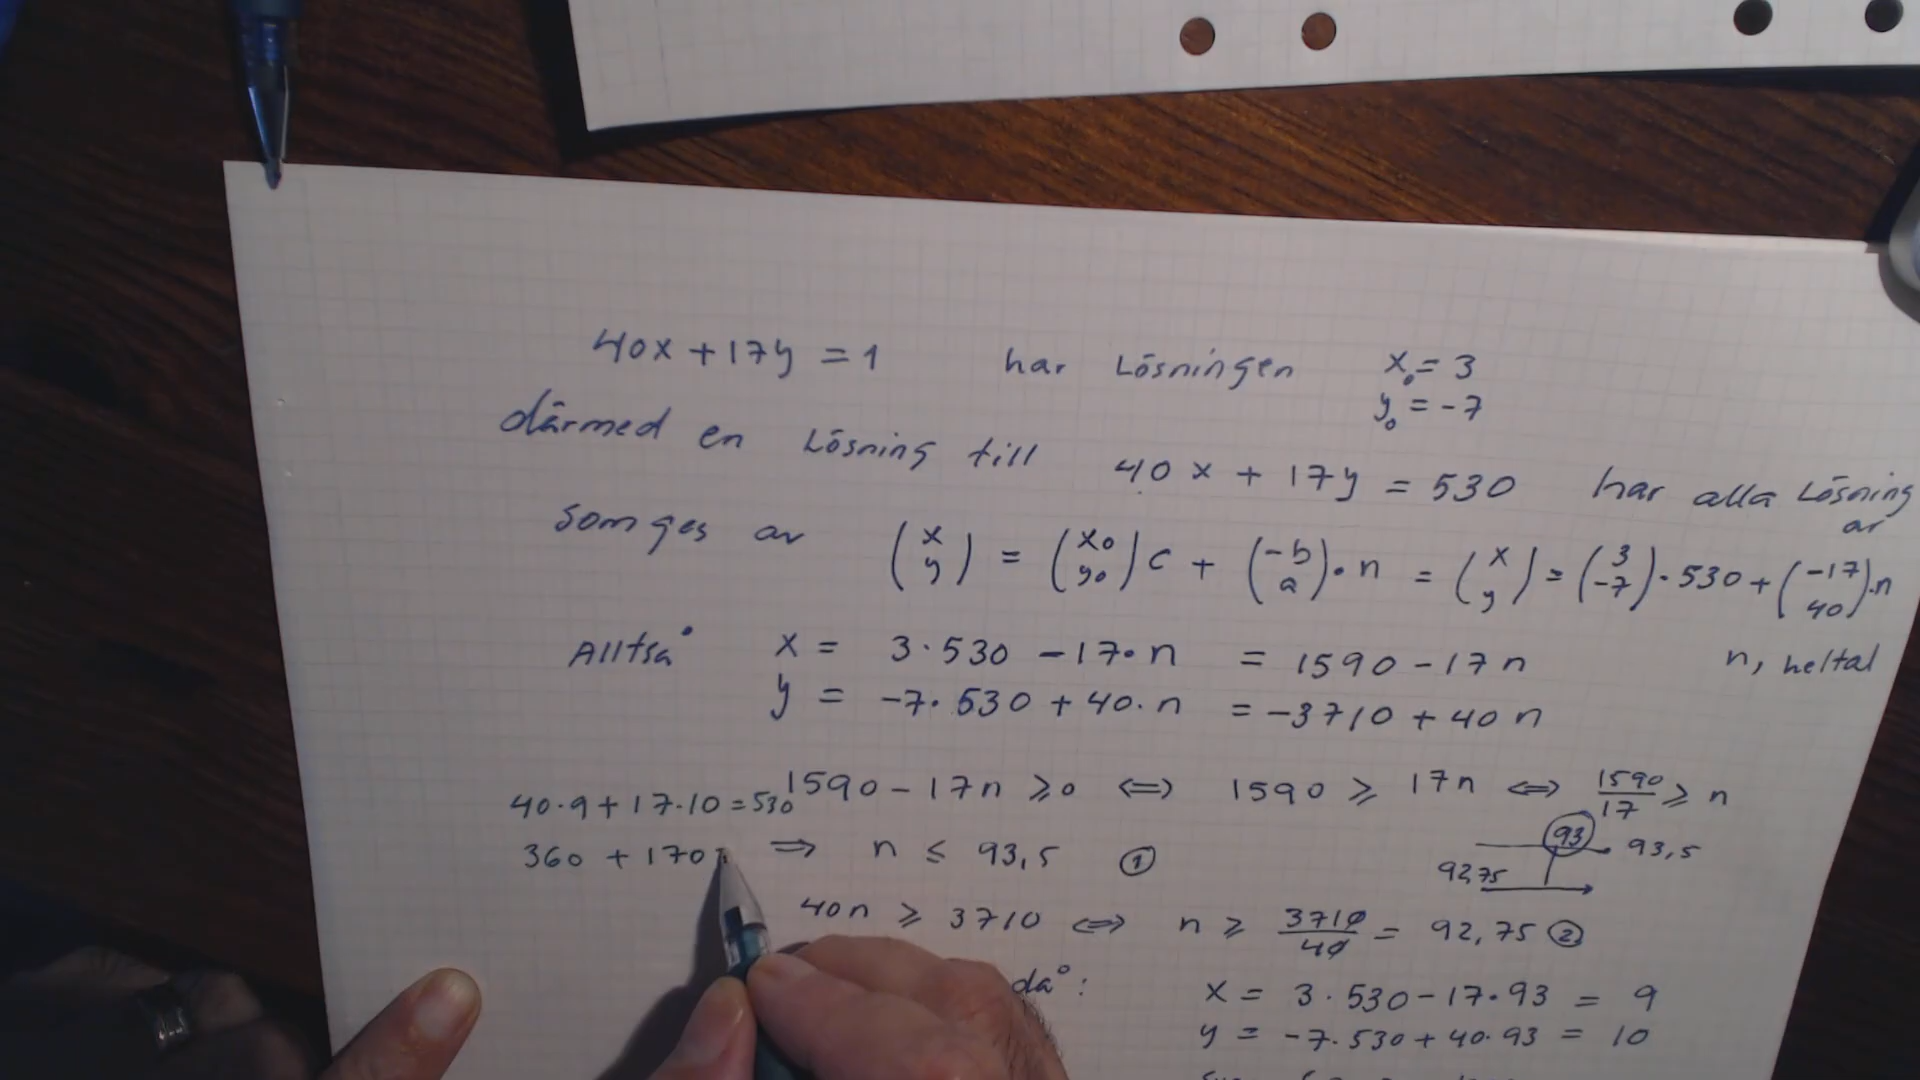 40x + 17y = 1 har Lösningen x₀ = 3
y₀ = -7
därmed en Lösning till 40x + 17y = 530 har alla Lösningar
som ges av (x y) = (x₀ y₀) c + (-b a)·n = (x y) = (3 -7)·530 + (-17 40)·n
Alltså x = 3·530 - 17·n = 1590 - 17n n, heltal
y = -7·530 + 40·n = -3710 + 40n
40·9 + 17·10 = 530 1590 - 17n ≥ 0 ⇔ 1590 ≥ 17n ⇔ 1590/17 ≥ n
360 + 170 = ⇒ n ≤ 93,5 ① 93 93,5
92,75
40n ≥ 3710 ⇔ n ≥ 3710/40 = 92,75 ②
då: x = 3·530 - 17·93 = 9
y = -7·530 + 40·93 = 10